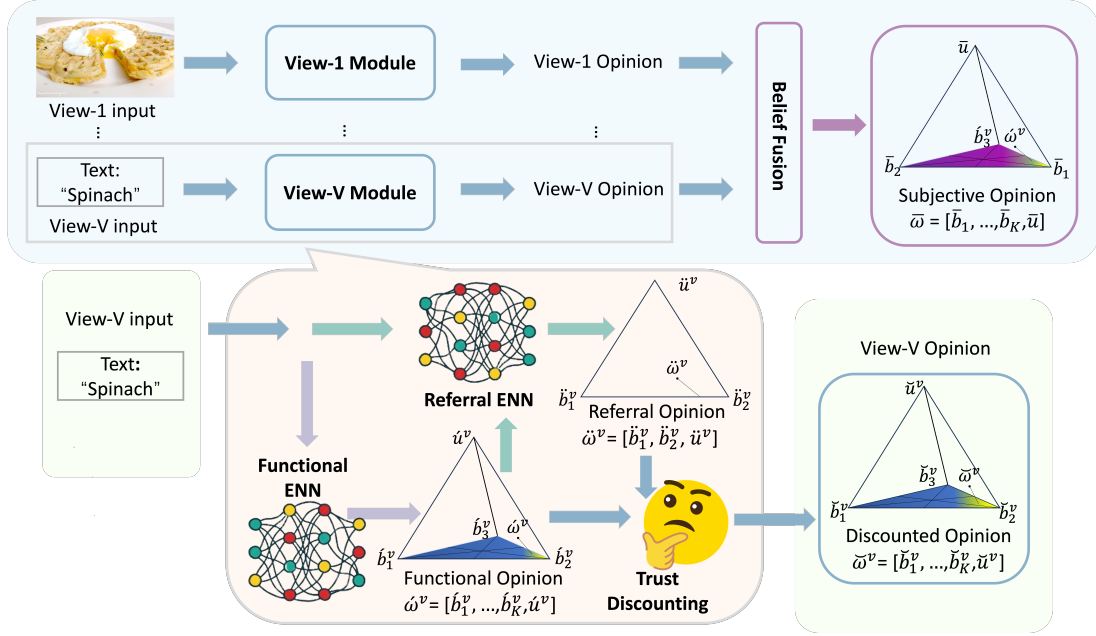 View-1 input
⋮
Text:
“Spinach”
View-V input
View-1 Module
⋮
View-V Module
View-1 Opinion
⋮
View-V Opinion
Belief Fusion
ū
b́₃ᵛ ώᵛ
b̄₂ b̄₁
Subjective Opinion
ω̄ = [b̄₁, ...,b̄_K,ū]
View-V input
Text:
“Spinach”
Referral ENN
Functional
ENN
üᵛ
ω̈ᵛ
b̈₁ᵛ b̈₂ᵛ
Referral Opinion
ω̈ᵛ= [b̈₁ᵛ, b̈₂ᵛ, üᵛ]
úᵛ
b́₃ᵛ ώᵛ
b́₁ᵛ b́₂ᵛ
Functional Opinion
ώᵛ= [b́₁ᵛ, ...,b́_Kᵛ,úᵛ]
Trust
Discounting
View-V Opinion
ŭᵛ
b̆₃ᵛ ω̆ᵛ
b̆₁ᵛ b̆₂ᵛ
Discounted Opinion
ω̆ᵛ= [b̆₁ᵛ, ...,b̆_Kᵛ,ŭᵛ]